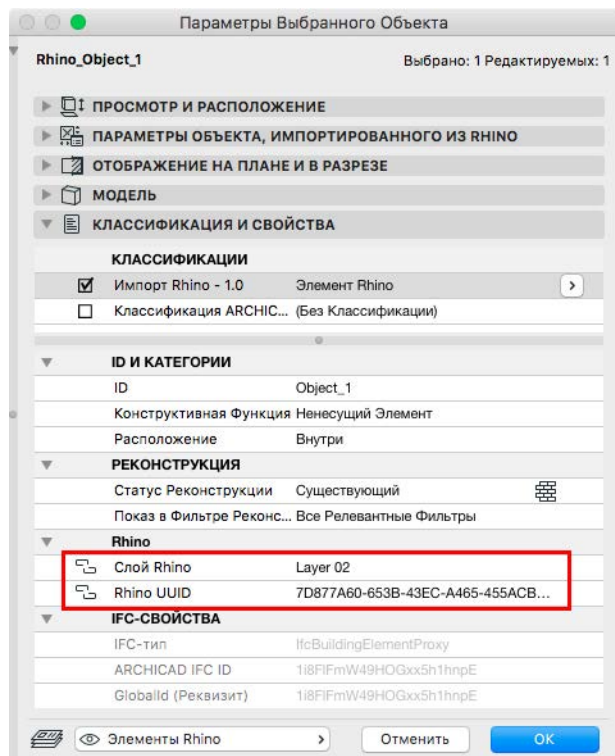 Параметры Выбранного Объекта
Rhino_Object_1 Выбрано: 1 Редактируемых: 1
ПРОСМОТР И РАСПОЛОЖЕНИЕ
ПАРАМЕТРЫ ОБЪЕКТА, ИМПОРТИРОВАННОГО ИЗ RHINO
ОТОБРАЖЕНИЕ НА ПЛАНЕ И В РАЗРЕЗЕ
МОДЕЛЬ
КЛАССИФИКАЦИЯ И СВОЙСТВА
КЛАССИФИКАЦИИ
Импорт Rhino - 1.0 Элемент Rhino
Классификация ARCHIC... (Без Классификации)
ID И КАТЕГОРИИ
ID Object_1
Конструктивная Функция Ненесущий Элемент
Расположение Внутри
РЕКОНСТРУКЦИЯ
Статус Реконструкции Существующий
Показ в Фильтре Реконс... Все Релевантные Фильтры
Rhino
Слой Rhino Layer 02
Rhino UUID 7D877A60-653B-43EC-A465-455ACB...
IFC-СВОЙСТВА
IFC-тип IfcBuildingElementProxy
ARCHICAD IFC ID 1i8FlFmW49HOGxx5h1hnpE
GlobalId (Реквизит) 1i8FlFmW49HOGxx5h1hnpE
Элементы Rhino Отменить OK